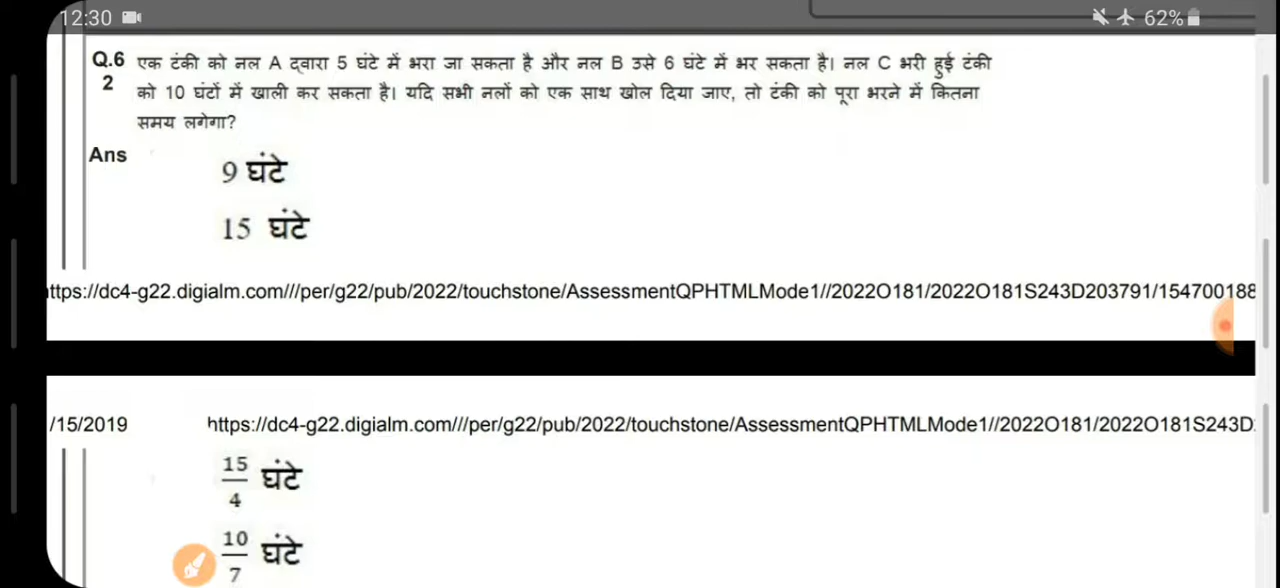 12:30
62%
Q.6 एक टंकी को नल A द्वारा 5 घंटे में भरा जा सकता है और नल B उसे 6 घंटे में भर सकता है। नल C भरी हुई टंकी
2 को 10 घंटों में खाली कर सकता है। यदि सभी नलों को एक साथ खोल दिया जाए, तो टंकी को पूरा भरने में कितना
समय लगेगा?
Ans
9 घंटे
15 घंटे
ttps://dc4-g22.digialm.com///per/g22/pub/2022/touchstone/AssessmentQPHTMLMode1//2022O181/2022O181S243D203791/154700188
/15/2019 https://dc4-g22.digialm.com///per/g22/pub/2022/touchstone/AssessmentQPHTMLMode1//2022O181/2022O181S243D
15/4 घंटे
10/7 घंटे